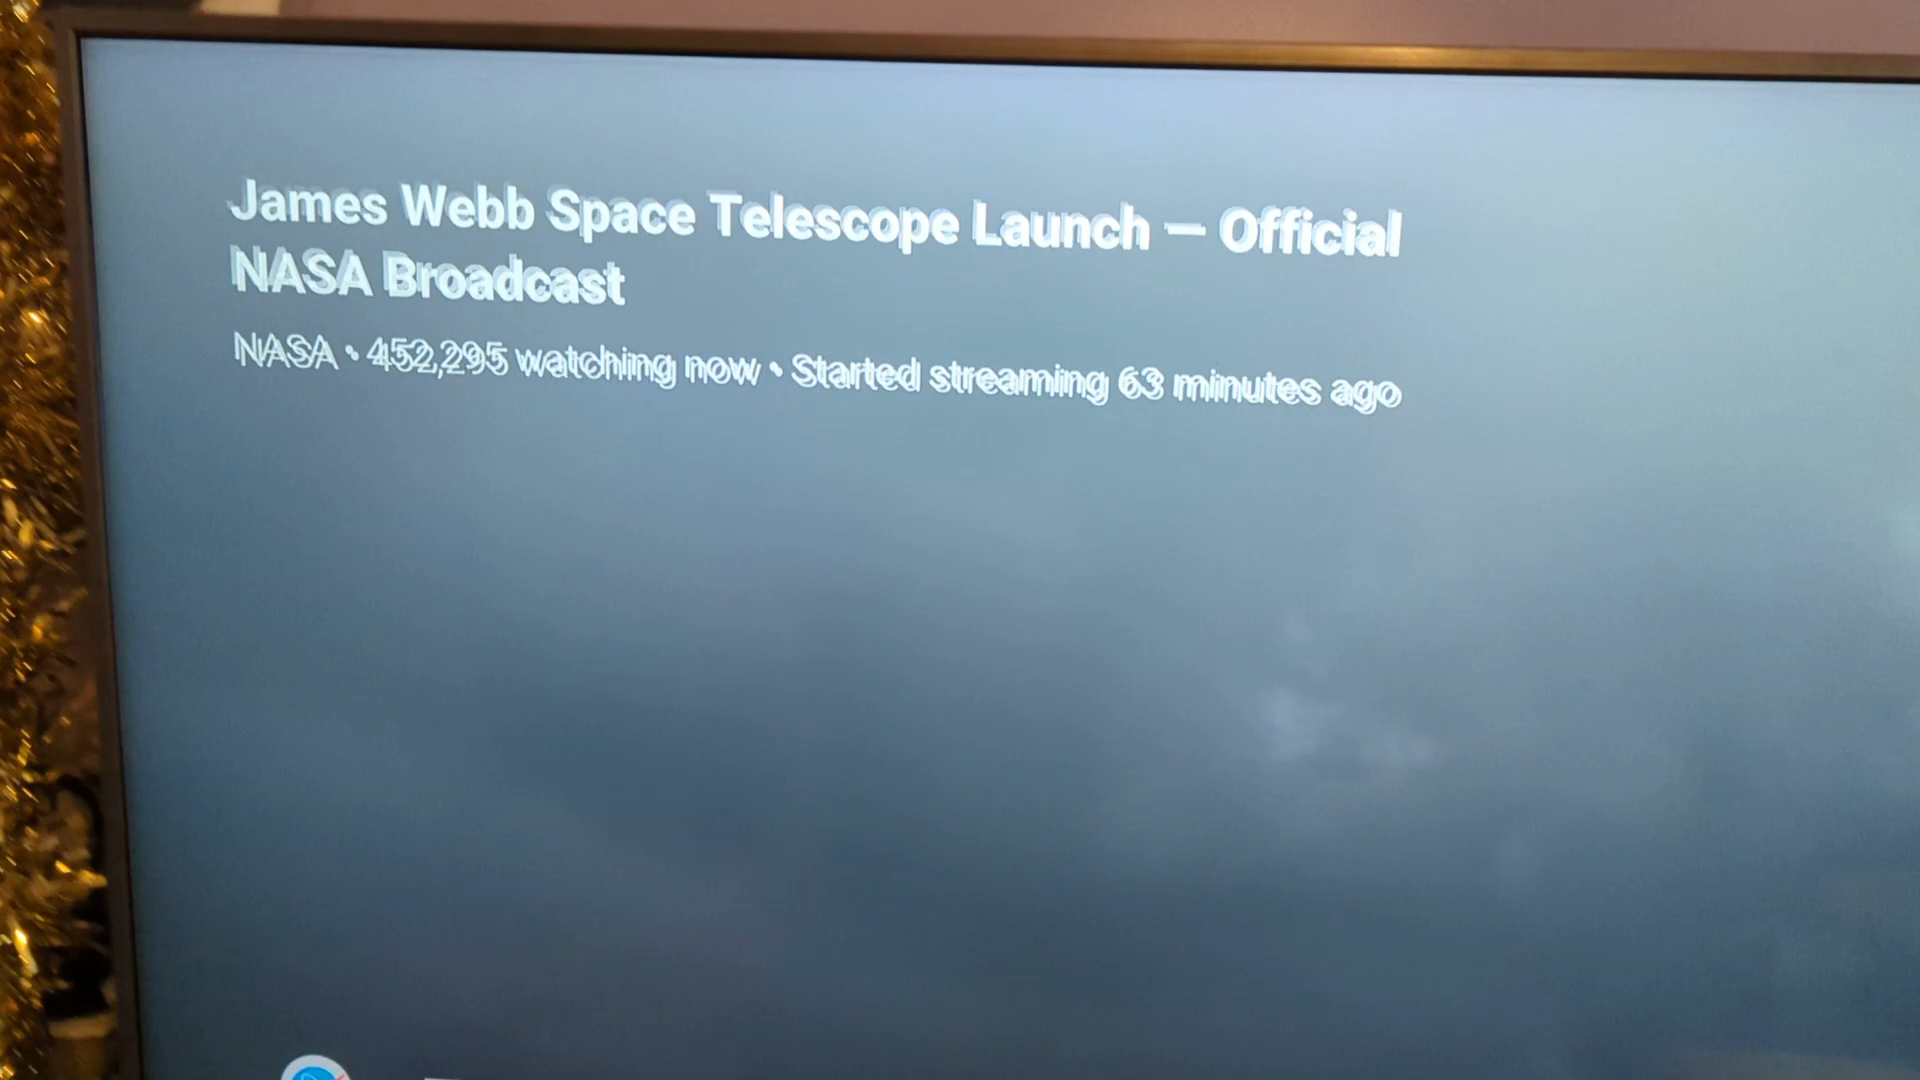 James Webb Space Telescope Launch — Official
NASA Broadcast
NASA • 452,295 watching now • Started streaming 63 minutes ago